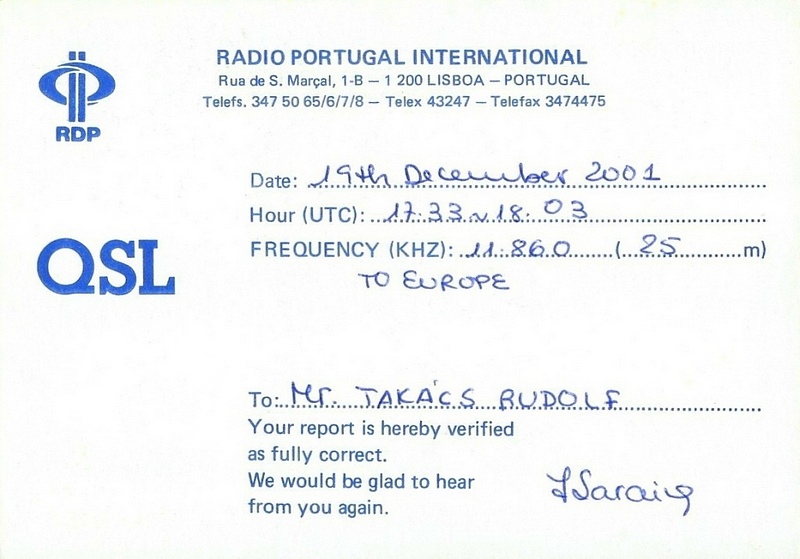 RADIO PORTUGAL INTERNATIONAL
Rua de S. Marçal, 1-B — 1 200 LISBOA — PORTUGAL
Telefs. 347 50 65/6/7/8 — Telex 43247 — Telefax 3474475
RDP
Date: 19th December 2001
Hour (UTC): 17.33 ~ 18.03
QSL
FREQUENCY (KHZ): 11.860 (25 m)
TO EUROPE
To: Mr. TAKÁCS RUDOLF
Your report is hereby verified
as fully correct.
We would be glad to hear
from you again.